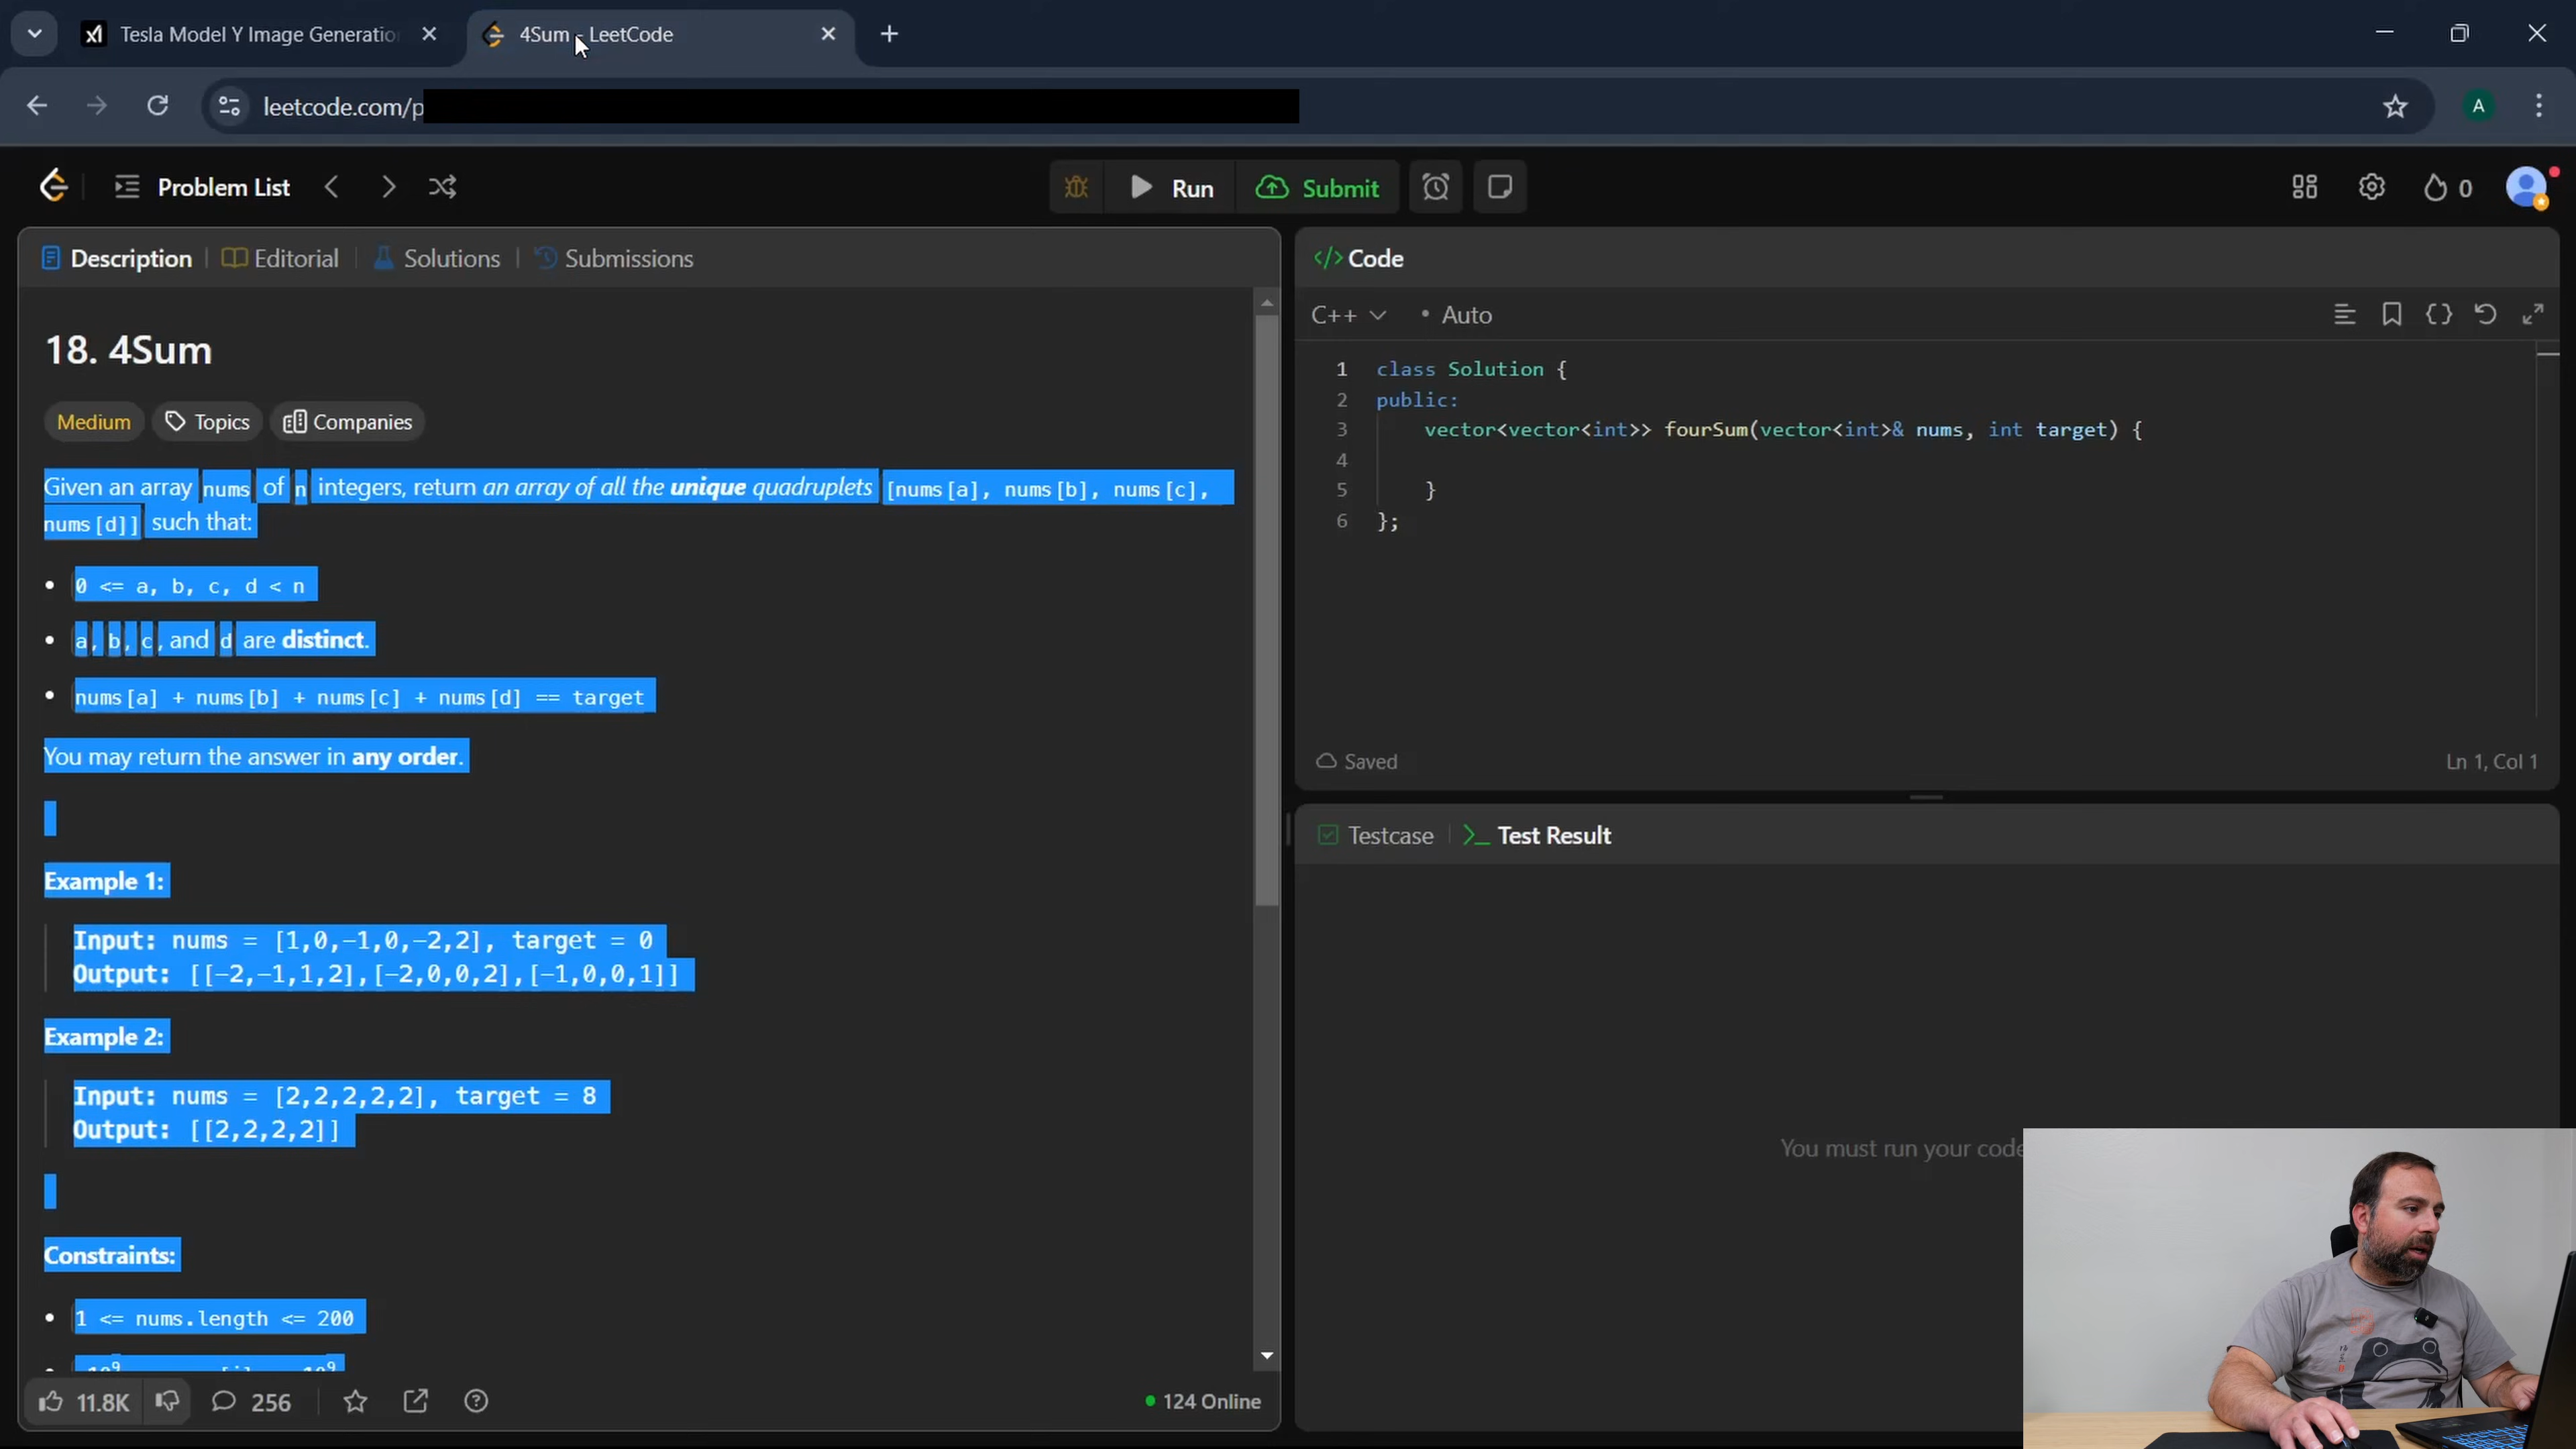 Tesla Model Y Image Generatio
4Sum - LeetCode
leetcode.com/p
A
Problem List
Run
Submit
0
Description
Editorial
Solutions
Submissions
18. 4Sum
Medium
Topics
Companies
Given an array nums of n integers, return an array of all the unique quadruplets [nums[a], nums[b], nums[c],
nums[d]] such that:
• 0 <= a, b, c, d < n
• a, b, c, and d are distinct.
• nums[a] + nums[b] + nums[c] + nums[d] == target
You may return the answer in any order.
Example 1:
Input: nums = [1,0,-1,0,-2,2], target = 0
Output: [[-2,-1,1,2],[-2,0,0,2],[-1,0,0,1]]
Example 2:
Input: nums = [2,2,2,2,2], target = 8
Output: [[2,2,2,2]]
Constraints:
• 1 <= nums.length <= 200
11.8K
256
124 Online
</> Code
C++
• Auto
1 class Solution {
2 public:
3 vector<vector<int>> fourSum(vector<int>& nums, int target) {
4
5 }
6 };
Saved
Ln 1, Col 1
Testcase
Test Result
You must run your code